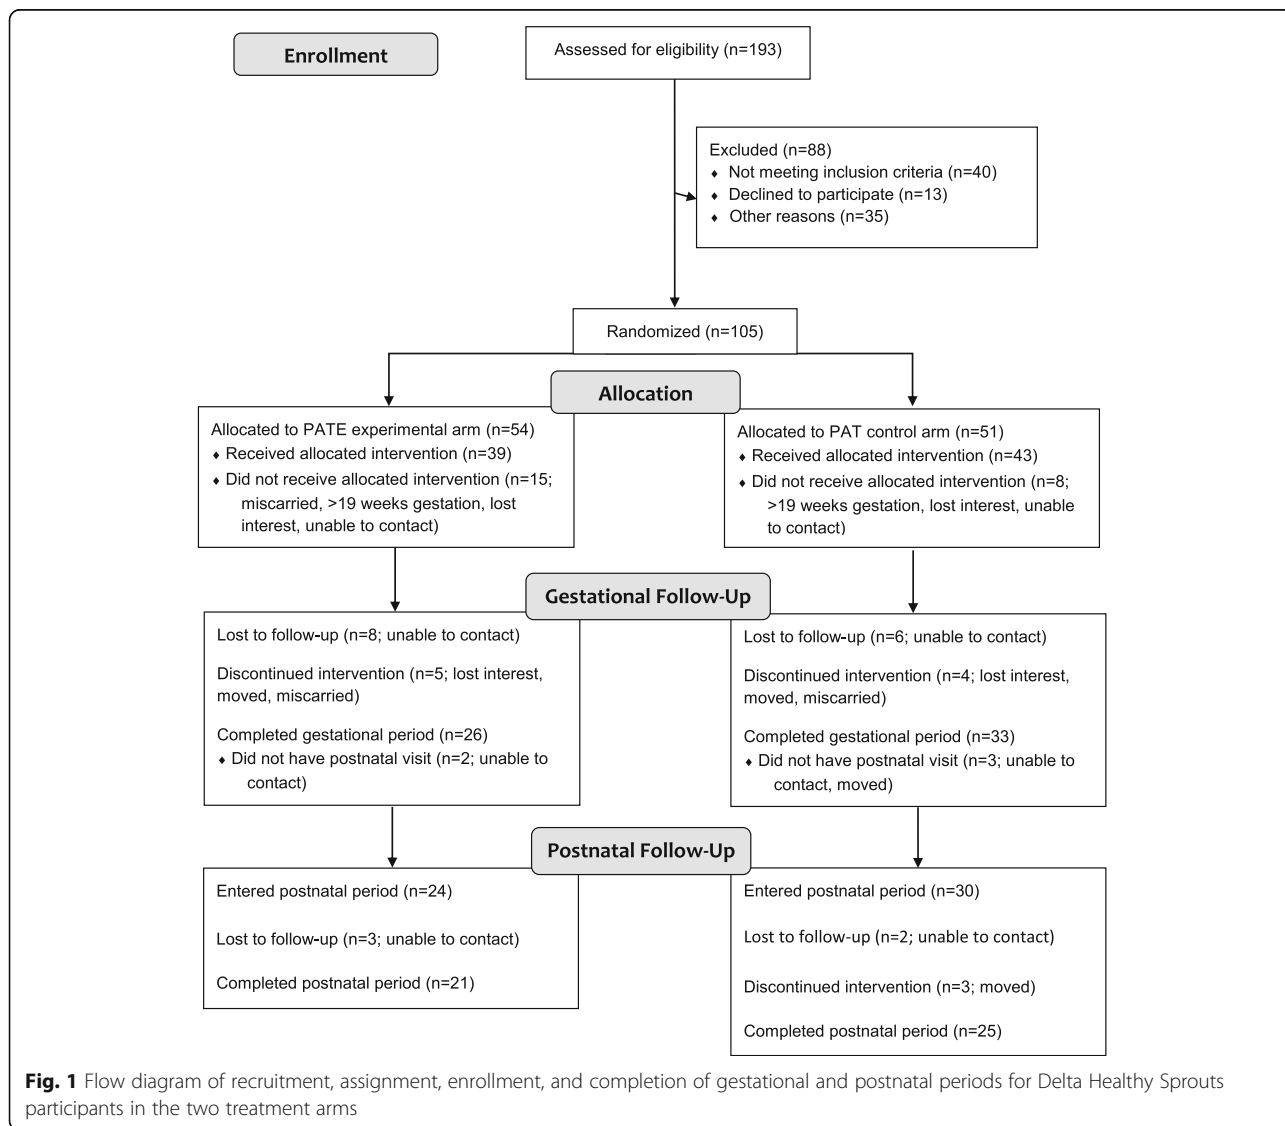 Enrollment
Assessed for eligibility (n=193)
Excluded (n=88)
♦ Not meeting inclusion criteria (n=40)
♦ Declined to participate (n=13)
♦ Other reasons (n=35)
Randomized (n=105)
Allocation
Allocated to PATE experimental arm (n=54)
♦ Received allocated intervention (n=39)
♦ Did not receive allocated intervention (n=15;
miscarried, >19 weeks gestation, lost
interest, unable to contact)
Allocated to PAT control arm (n=51)
♦ Received allocated intervention (n=43)
♦ Did not receive allocated intervention (n=8;
>19 weeks gestation, lost interest, unable
to contact)
Gestational Follow-Up
Lost to follow-up (n=8; unable to contact)
Discontinued intervention (n=5; lost interest,
moved, miscarried)
Completed gestational period (n=26)
♦ Did not have postnatal visit (n=2; unable to
contact)
Lost to follow-up (n=6; unable to contact)
Discontinued intervention (n=4; lost interest,
moved, miscarried)
Completed gestational period (n=33)
♦ Did not have postnatal visit (n=3; unable to
contact, moved)
Postnatal Follow-Up
Entered postnatal period (n=24)
Lost to follow-up (n=3; unable to contact)
Completed postnatal period (n=21)
Entered postnatal period (n=30)
Lost to follow-up (n=2; unable to contact)
Discontinued intervention (n=3; moved)
Completed postnatal period (n=25)
Fig. 1 Flow diagram of recruitment, assignment, enrollment, and completion of gestational and postnatal periods for Delta Healthy Sprouts
participants in the two treatment arms